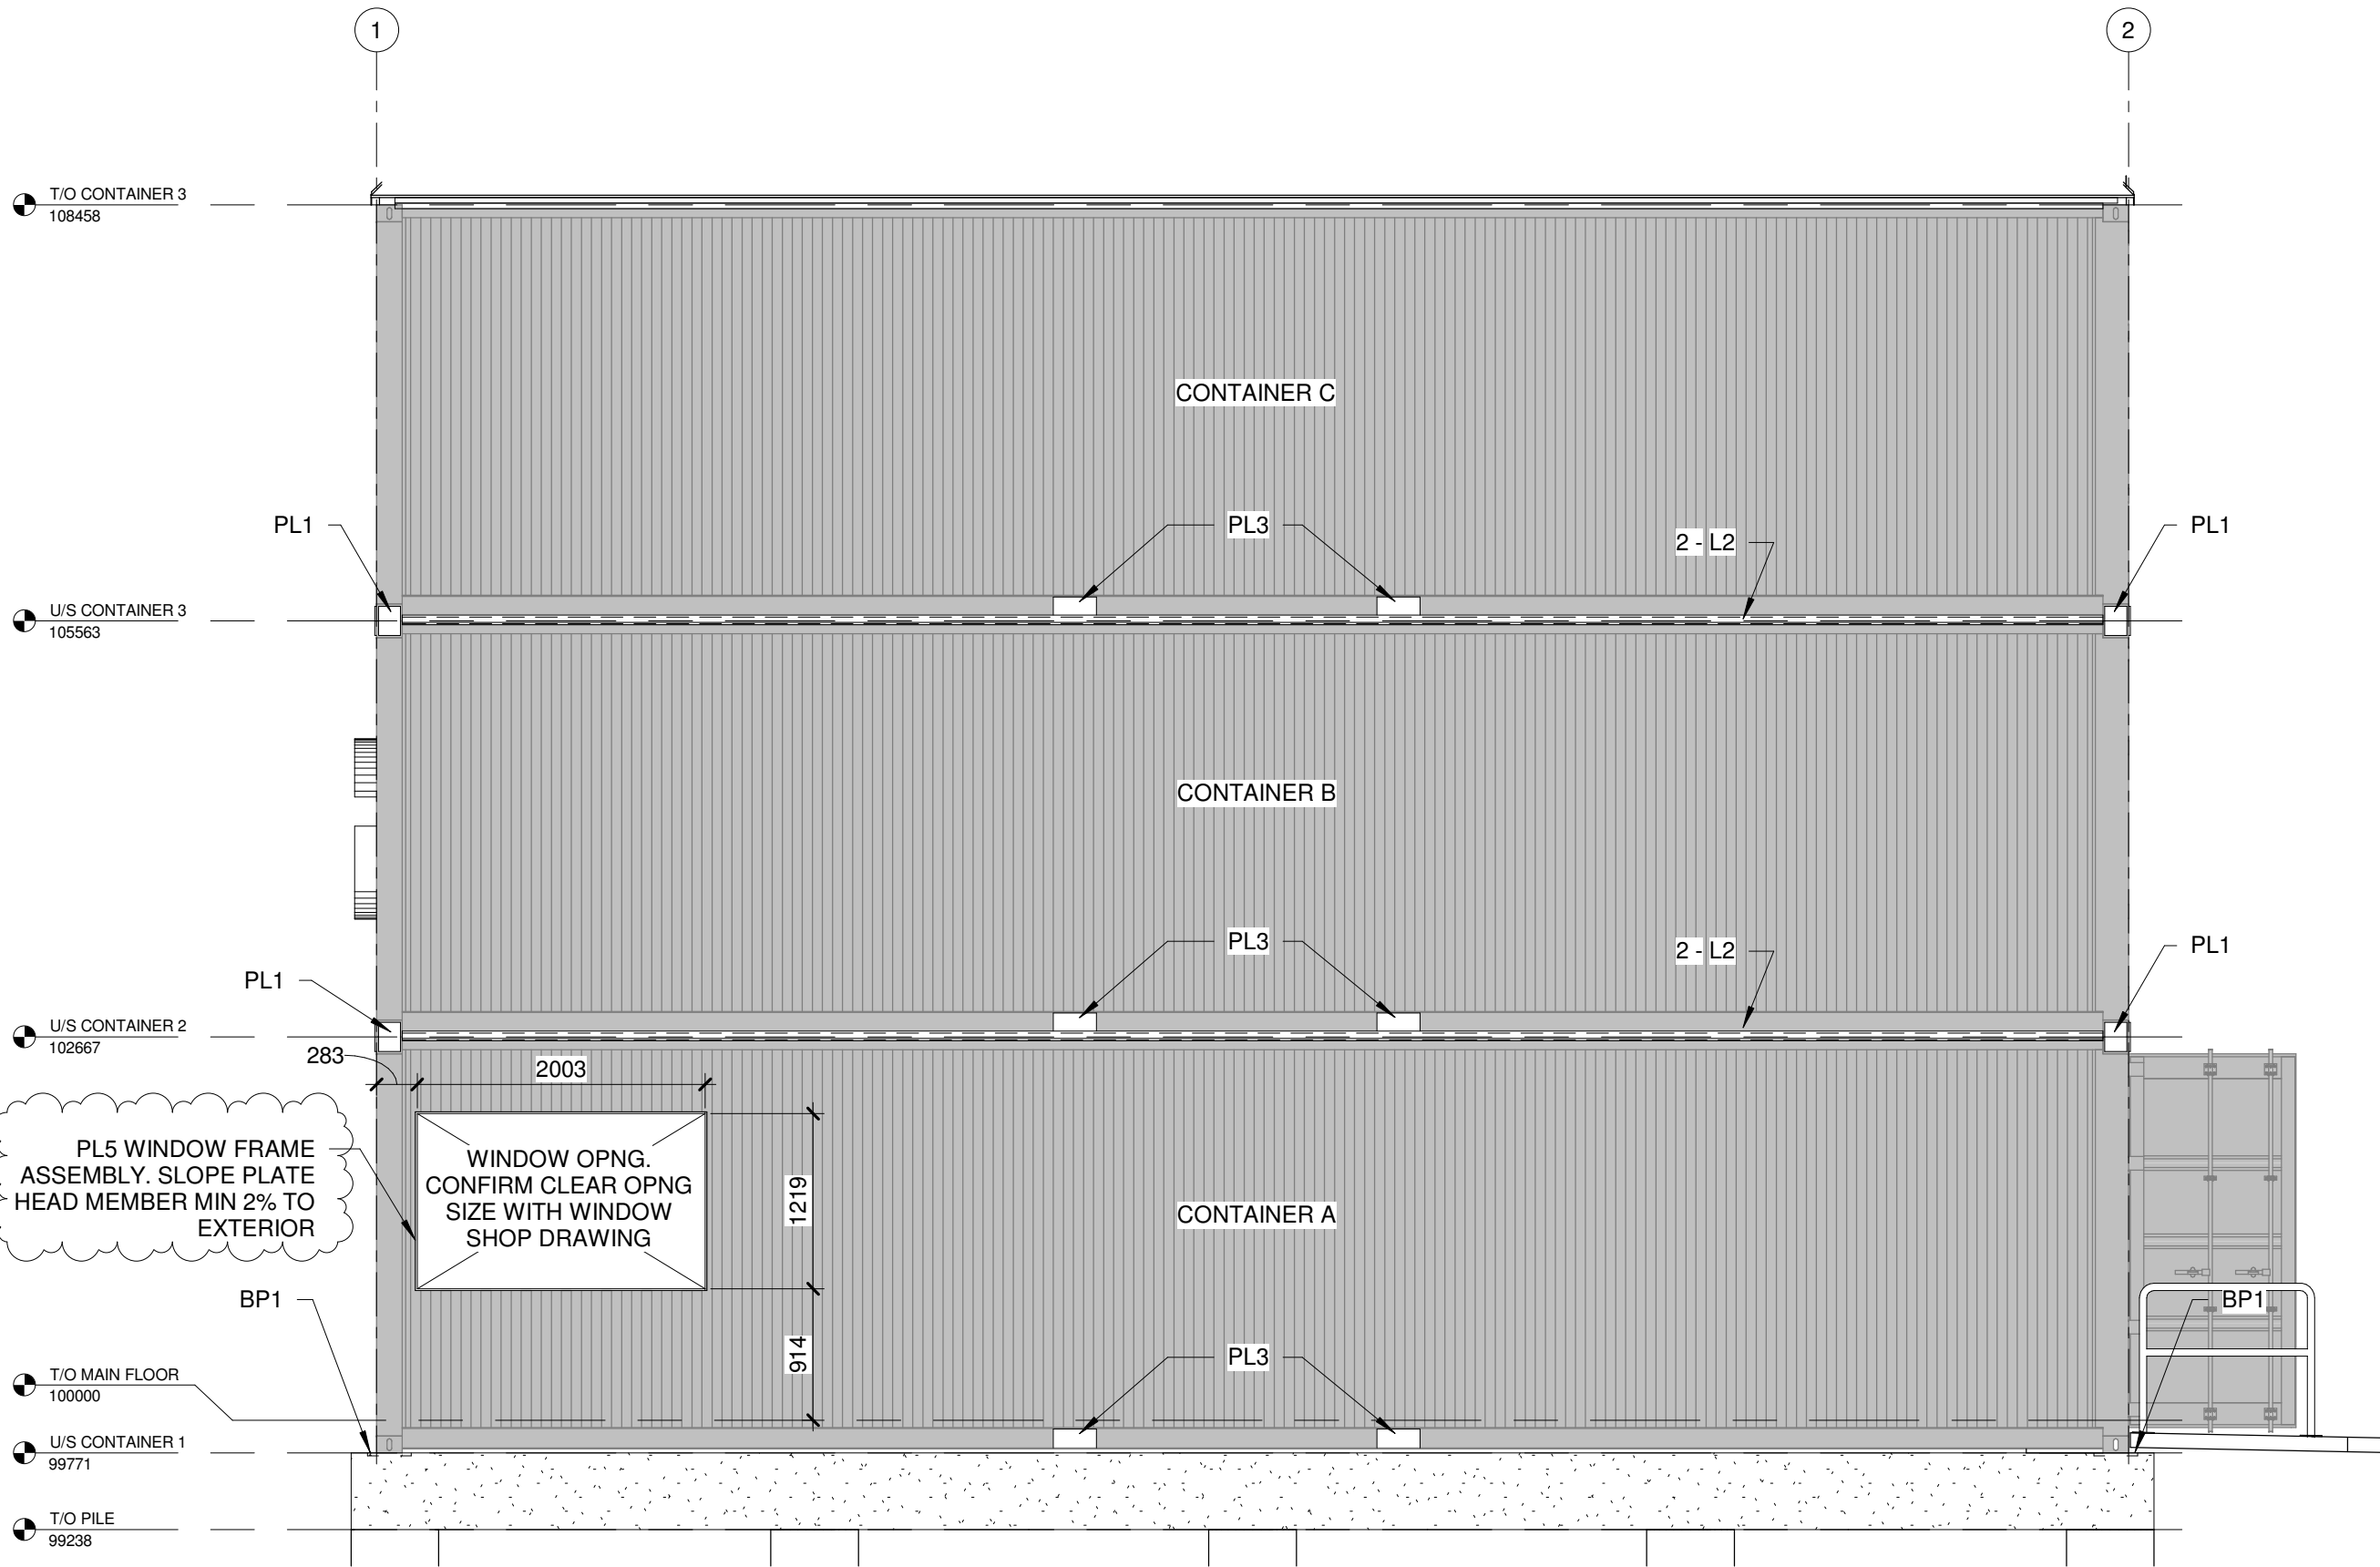 1
2
T/O CONTAINER 3
108458
CONTAINER C
PL1
PL3
2 - L2
PL1
U/S CONTAINER 3
105563
CONTAINER B
PL3
2 - L2
PL1
PL1
U/S CONTAINER 2
102667
283
2003
PL5 WINDOW FRAME
ASSEMBLY. SLOPE PLATE
HEAD MEMBER MIN 2% TO
EXTERIOR
WINDOW OPNG.
CONFIRM CLEAR OPNG
SIZE WITH WINDOW
SHOP DRAWING
1219
CONTAINER A
BP1
BP1
914
PL3
T/O MAIN FLOOR
100000
U/S CONTAINER 1
99771
T/O PILE
99238